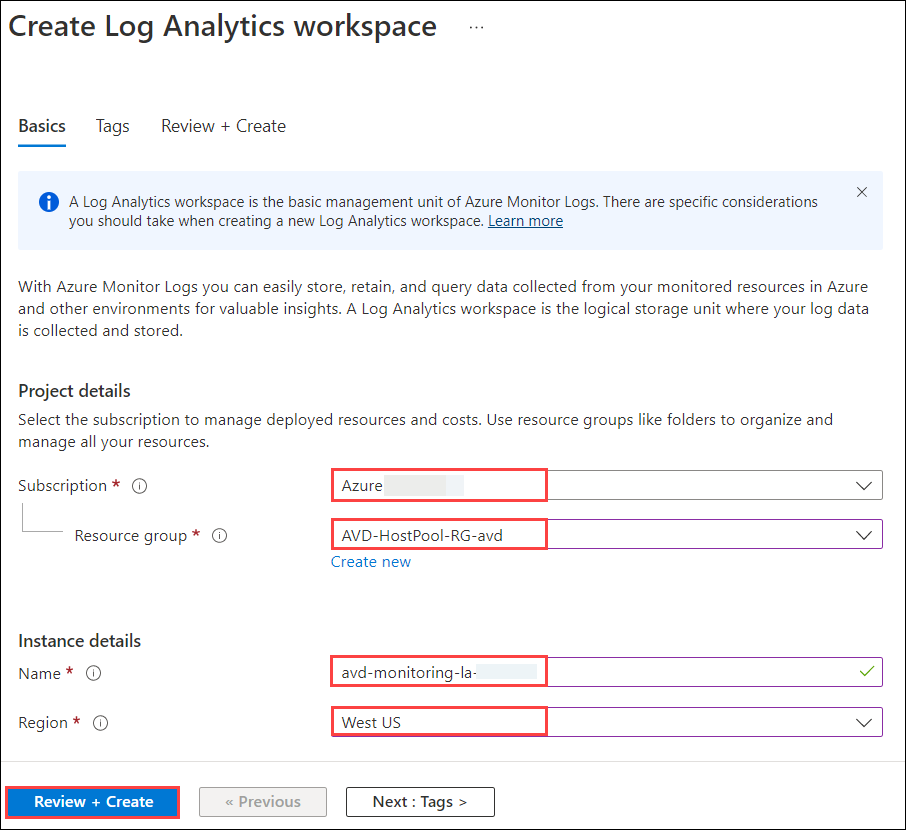 Create Log Analytics workspace ...
Basics Tags Review + Create
A Log Analytics workspace is the basic management unit of Azure Monitor Logs. There are specific considerations
you should take when creating a new Log Analytics workspace. Learn more
With Azure Monitor Logs you can easily store, retain, and query data collected from your monitored resources in Azure
and other environments for valuable insights. A Log Analytics workspace is the logical storage unit where your log data
is collected and stored.
Project details
Select the subscription to manage deployed resources and costs. Use resource groups like folders to organize and
manage all your resources.
Subscription * Azure
Resource group * AVD-HostPool-RG-avd
Create new
Instance details
Name * avd-monitoring-la-
Region * West US
Review + Create « Previous Next : Tags >